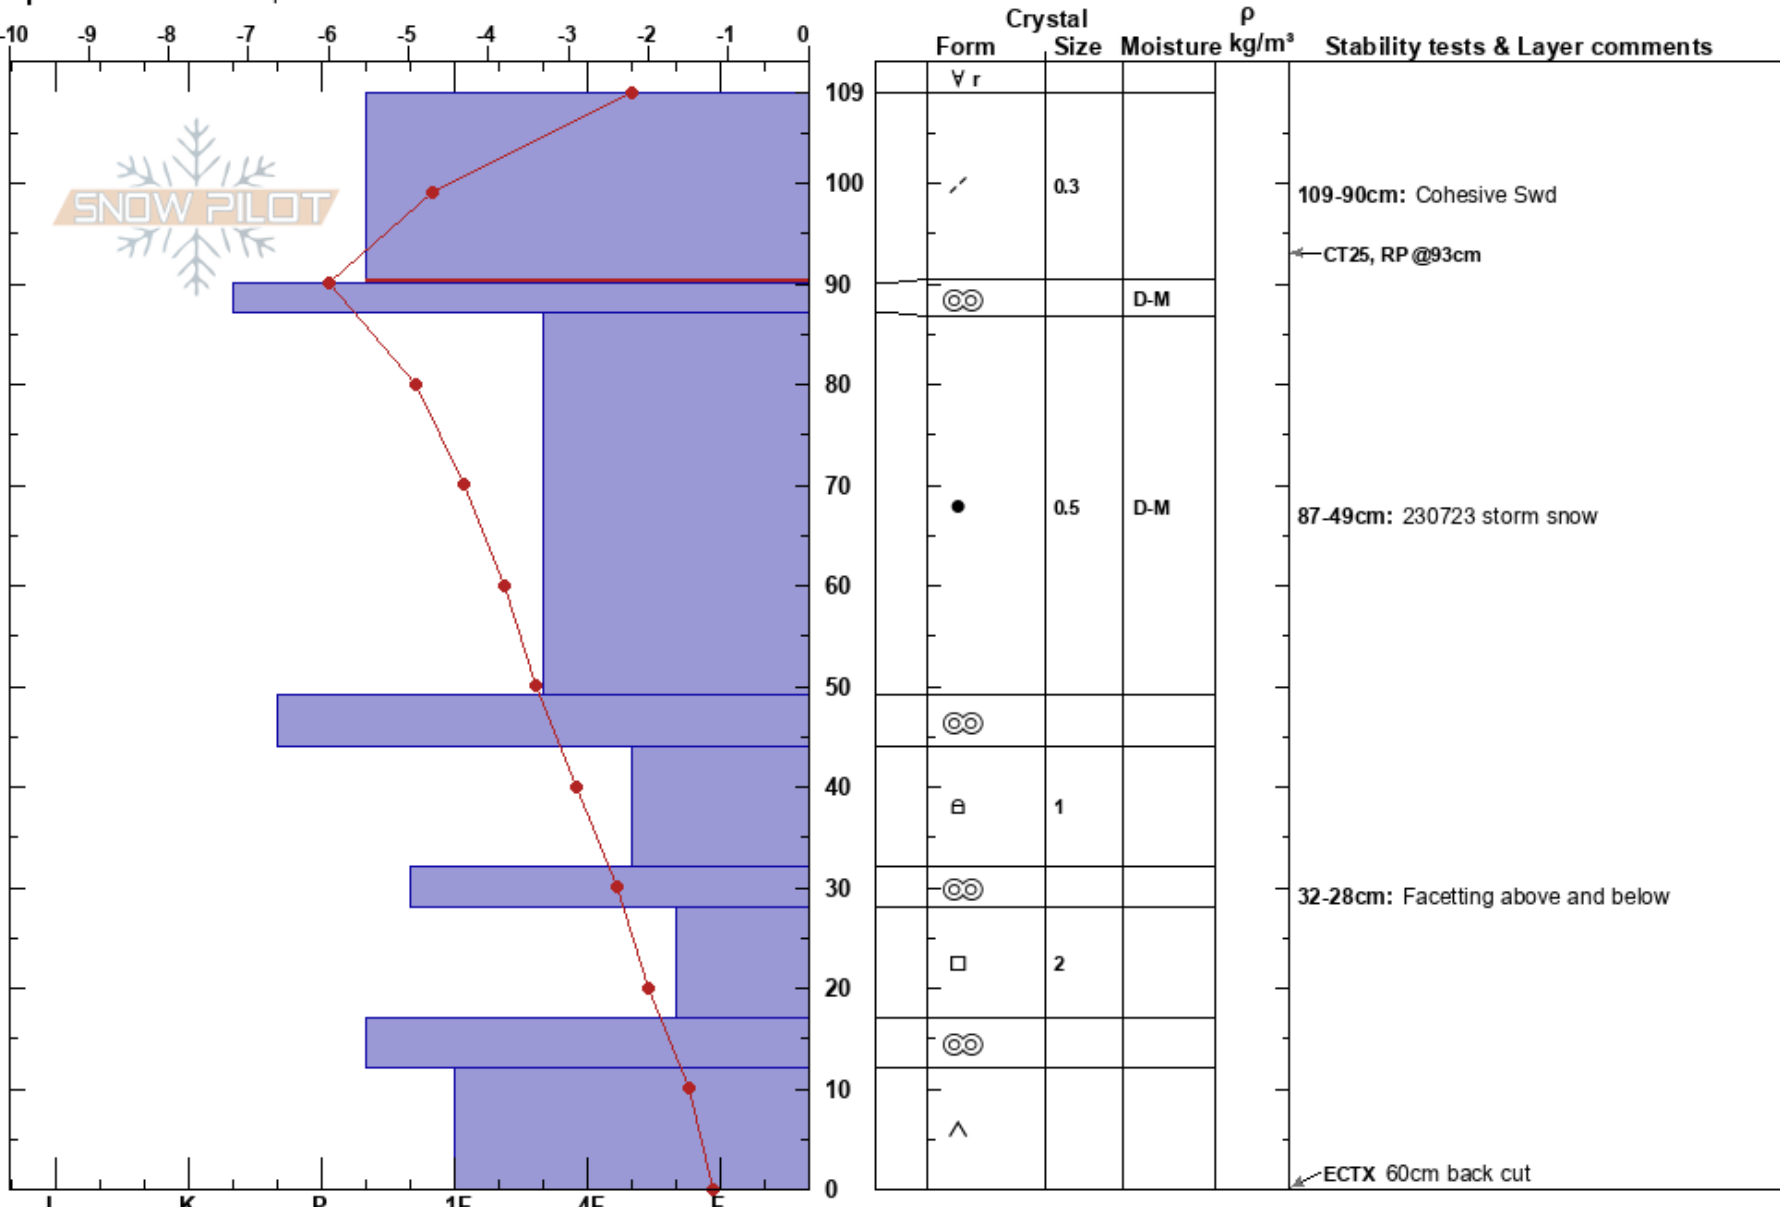 Crystal ρ
-10 -9 -8 -7 -6 -5 -4 -3 -2 -1 0 Form Size Moisture kg/m³ Stability tests & Layer comments
r
109
SNOW PILOT
100 0.3 109-90cm: Cohesive Swd
CT25, RP @93cm
90 D-M
80
70
0.5 D-M 87-49cm: 230723 storm snow
60
50
40 1
30 32-28cm: Facetting above and below
2
20
10
ECTX 60cm back cut
0
I K P 1F 4F F